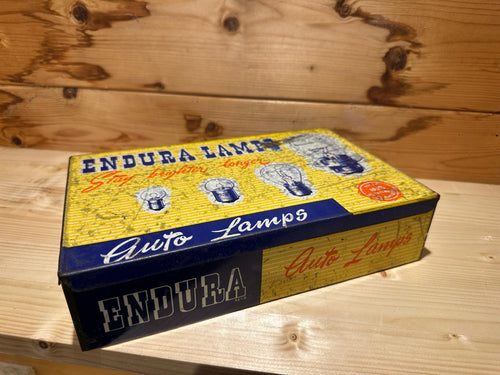 ENDURA LAMPS
Stay brighter longer
Auto Lamps
ENDURA
Auto Lamps